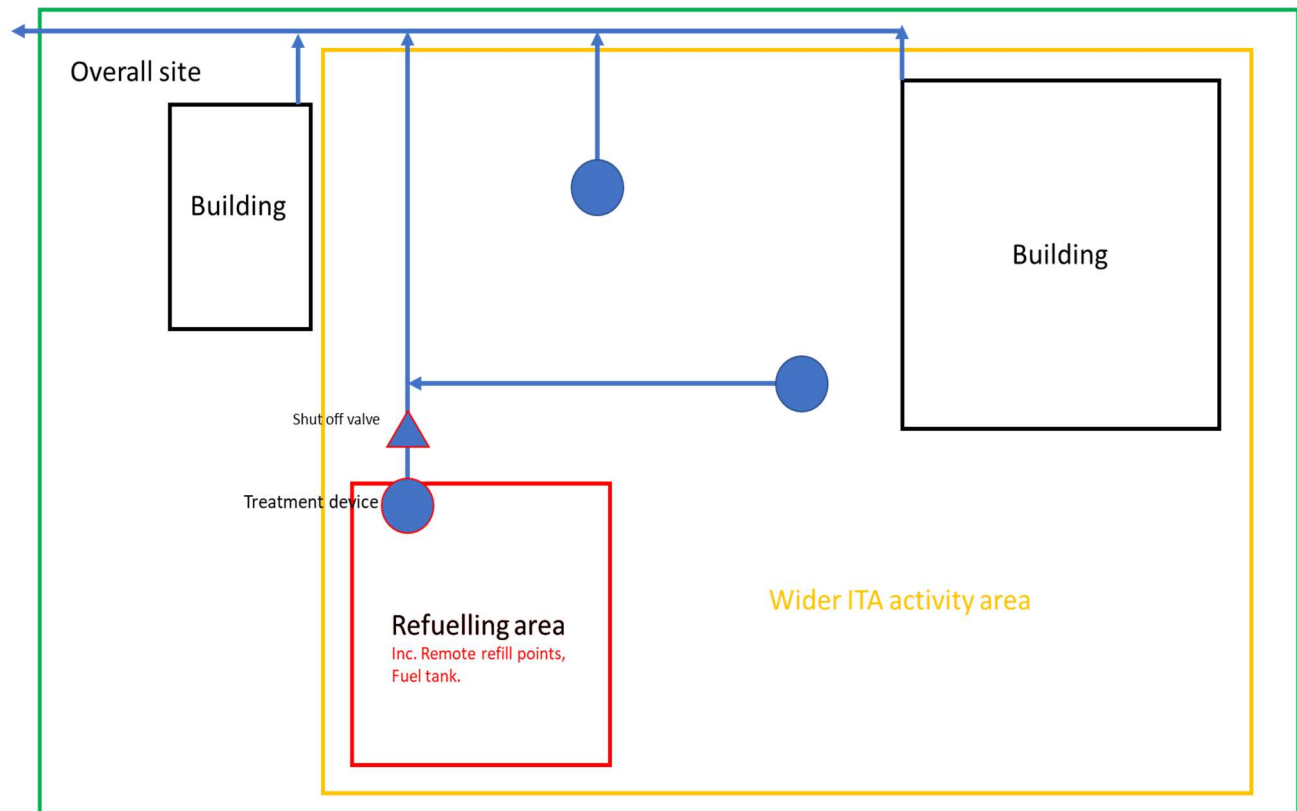 Overall site
Building
Building
Shut off valve
Treatment device
Refuelling area
Inc. Remote refill points,
Fuel tank.
Wider ITA activity area